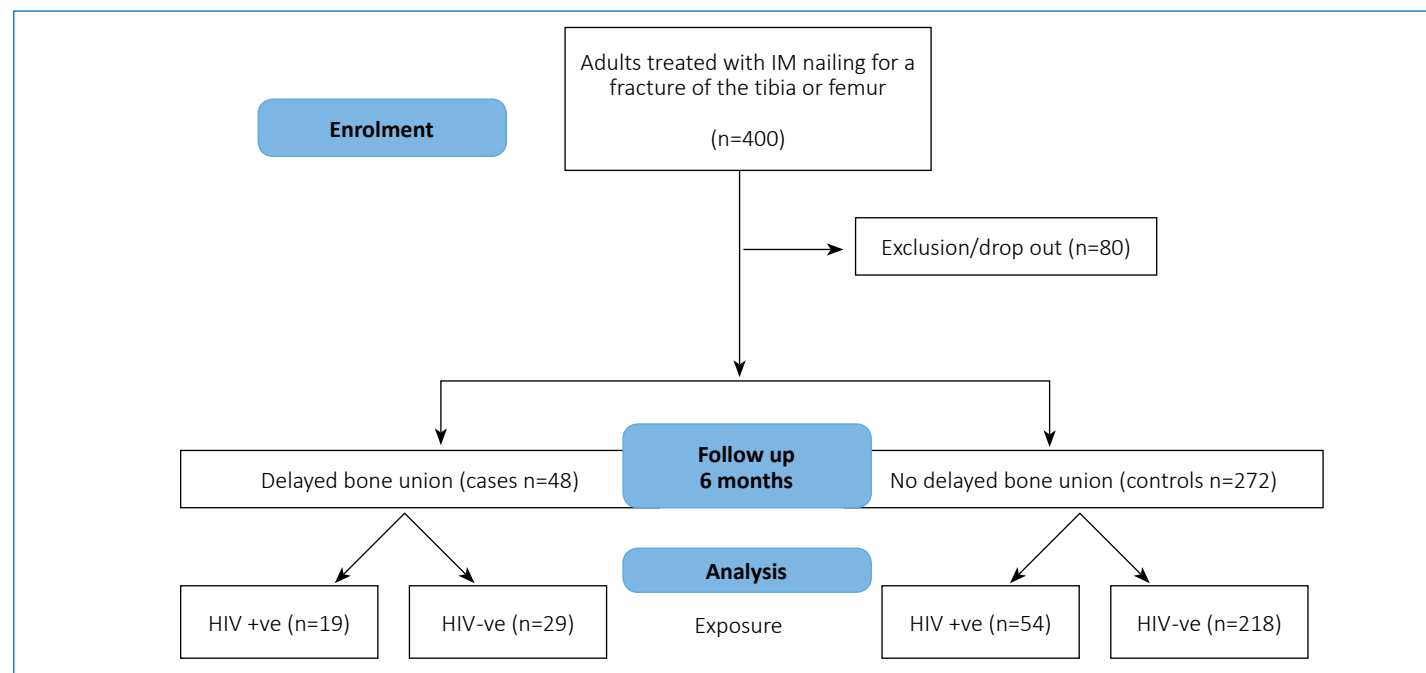 Adults treated with IM nailing for a
fracture of the tibia or femur
(n=400)
Enrolment
Exclusion/drop out (n=80)
Follow up
6 months
Delayed bone union (cases n=48)
No delayed bone union (controls n=272)
Analysis
HIV +ve (n=19)
HIV-ve (n=29)
Exposure
HIV +ve (n=54)
HIV-ve (n=218)